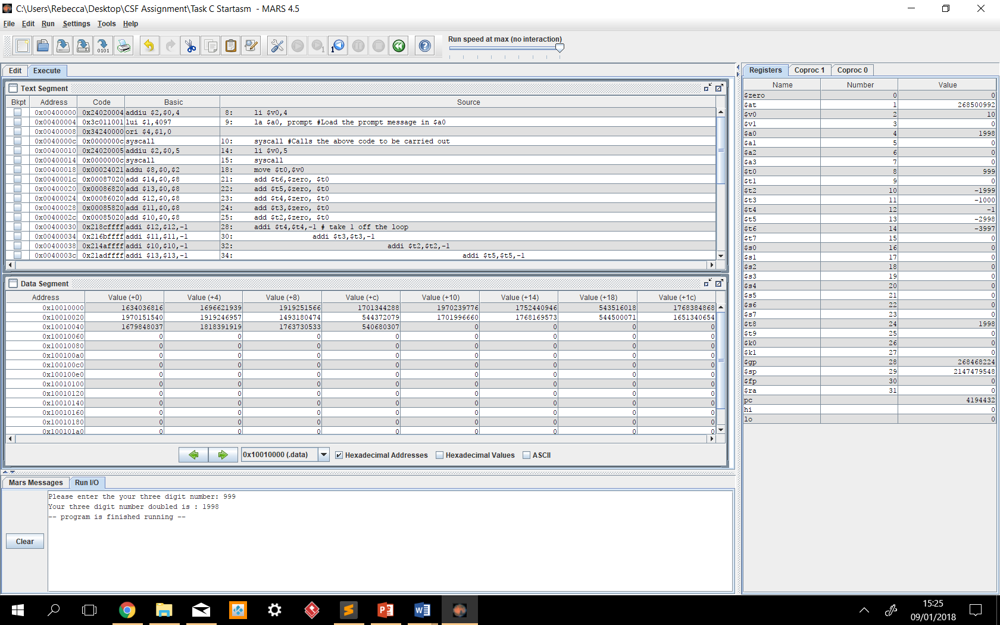 C:\Users\Rebecca\Desktop\CSF Assignment\Task C Startasm - MARS 4.5
File Edit Run Settings Tools Help
Run speed at max (no interaction)
Edit Execute
Text Segment
Bkpt Address Code Basic Source
0x00400000 0x24020004 addiu $2,$0,4 8: li $v0,4
0x00400004 0x3c011001 lui $1,4097 9: la $a0, prompt #Load the prompt message in $a0
0x00400008 0x34240000 ori $4,$1,0
0x0040000c 0x0000000c syscall 10: syscall #Calls the above code to be carried out
0x00400010 0x24020005 addiu $2,$0,5 14: li $v0,5
0x00400014 0x0000000c syscall 15: syscall
0x00400018 0x00024021 addu $8,$0,$2 18: move $t0,$v0
0x0040001c 0x00087020 add $14,$0,$8 21: add $t6,$zero, $t0
0x00400020 0x00086820 add $13,$0,$8 22: add $t5,$zero, $t0
0x00400024 0x00086020 add $12,$0,$8 23: add $t4,$zero, $t0
0x00400028 0x00085820 add $11,$0,$8 24: add $t3,$zero, $t0
0x0040002c 0x00085020 add $10,$0,$8 25: add $t2,$zero, $t0
0x00400030 0x218cffff addi $12,$12,-1 28: addi $t4,$t4,-1 # take 1 off the loop
0x00400034 0x216bffff addi $11,$11,-1 30: addi $t3,$t3,-1
0x00400038 0x214affff addi $10,$10,-1 32: addi $t2,$t2,-1
0x0040003c 0x21adffff addi $13,$13,-1 34: addi $t5,$t5,-1
Data Segment
Address Value (+0) Value (+4) Value (+8) Value (+c) Value (+10) Value (+14) Value (+18) Value (+1c)
0x10010000 1634036816 1696621939 1919251566 1701344288 1970239776 1752440946 543516018 1768384868
0x10010020 1970151540 1919246957 1493180474 544372079 1701996660 1768169573 544500071 1651340654
0x10010040 1679848037 1818391919 1763730533 540680307 0 0 0 0
0x10010060 0 0 0 0 0 0 0 0
0x10010080 0 0 0 0 0 0 0 0
0x100100a0 0 0 0 0 0 0 0 0
0x100100c0 0 0 0 0 0 0 0 0
0x100100e0 0 0 0 0 0 0 0 0
0x10010100 0 0 0 0 0 0 0 0
0x10010120 0 0 0 0 0 0 0 0
0x10010140 0 0 0 0 0 0 0 0
0x10010160 0 0 0 0 0 0 0 0
0x10010180 0 0 0 0 0 0 0 0
0x100101a0 0 0 0 0 0 0 0 0
0x10010000 (.data) Hexadecimal Addresses Hexadecimal Values ASCII
Mars Messages Run I/O
Please enter the your three digit number: 999
Your three digit number doubled is : 1998
-- program is finished running --
Clear
Registers Coproc 1 Coproc 0
Name Number Value
$zero 0 0
$at 1 268500992
$v0 2 10
$v1 3 0
$a0 4 1998
$a1 5 0
$a2 6 0
$a3 7 0
$t0 8 999
$t1 9 0
$t2 10 -1999
$t3 11 -1000
$t4 12 -1
$t5 13 -2998
$t6 14 -3997
$t7 15 0
$s0 16 0
$s1 17 0
$s2 18 0
$s3 19 0
$s4 20 0
$s5 21 0
$s6 22 0
$s7 23 0
$t8 24 1998
$t9 25 0
$k0 26 0
$k1 27 0
$gp 28 268468224
$sp 29 2147479548
$fp 30 0
$ra 31 0
pc 4194432
hi 0
lo 0
15:25
09/01/2018